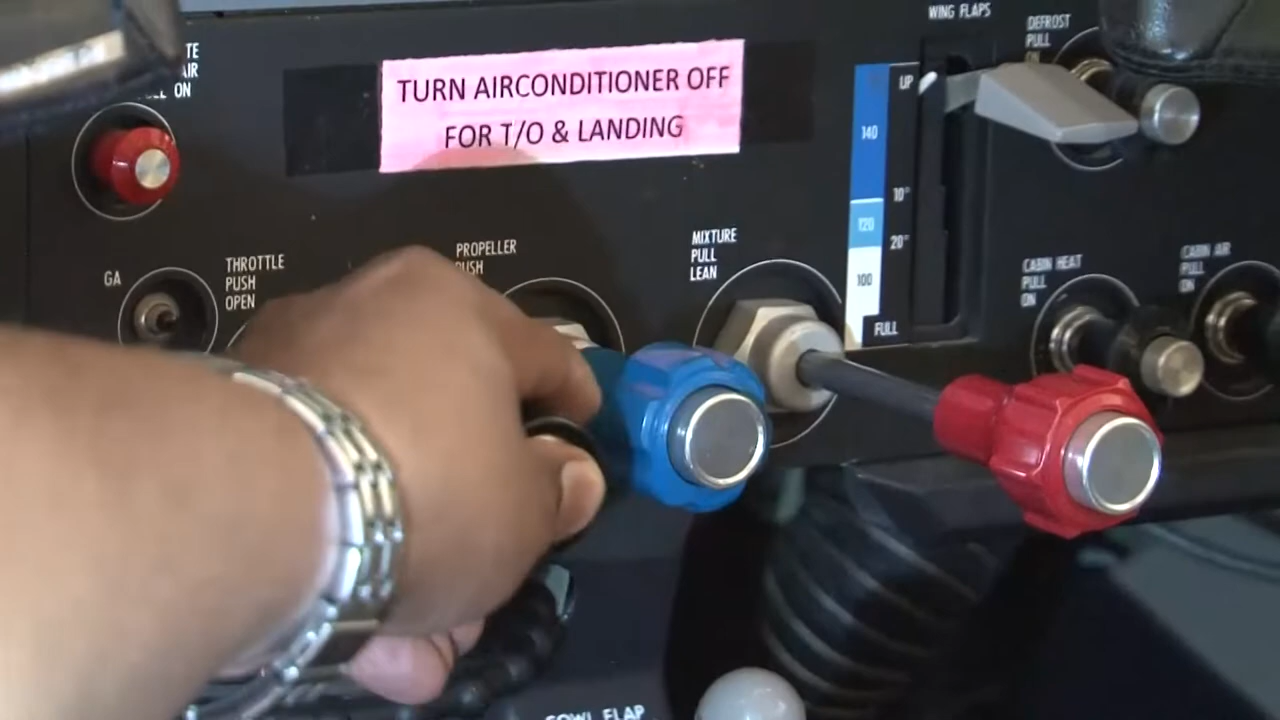 WING FLAPS
DEFROST
PULL
TURN AIRCONDITIONER OFF
FOR T/O & LANDING
AIR
ON
UP
140
10°
120
20°
100
FULL
GA
THROTTLE
PUSH
OPEN
PROPELLER
PUSH
MIXTURE
PULL
LEAN
CABIN HEAT
PULL
ON
CABIN AIR
PULL
ON
COWL FLAP